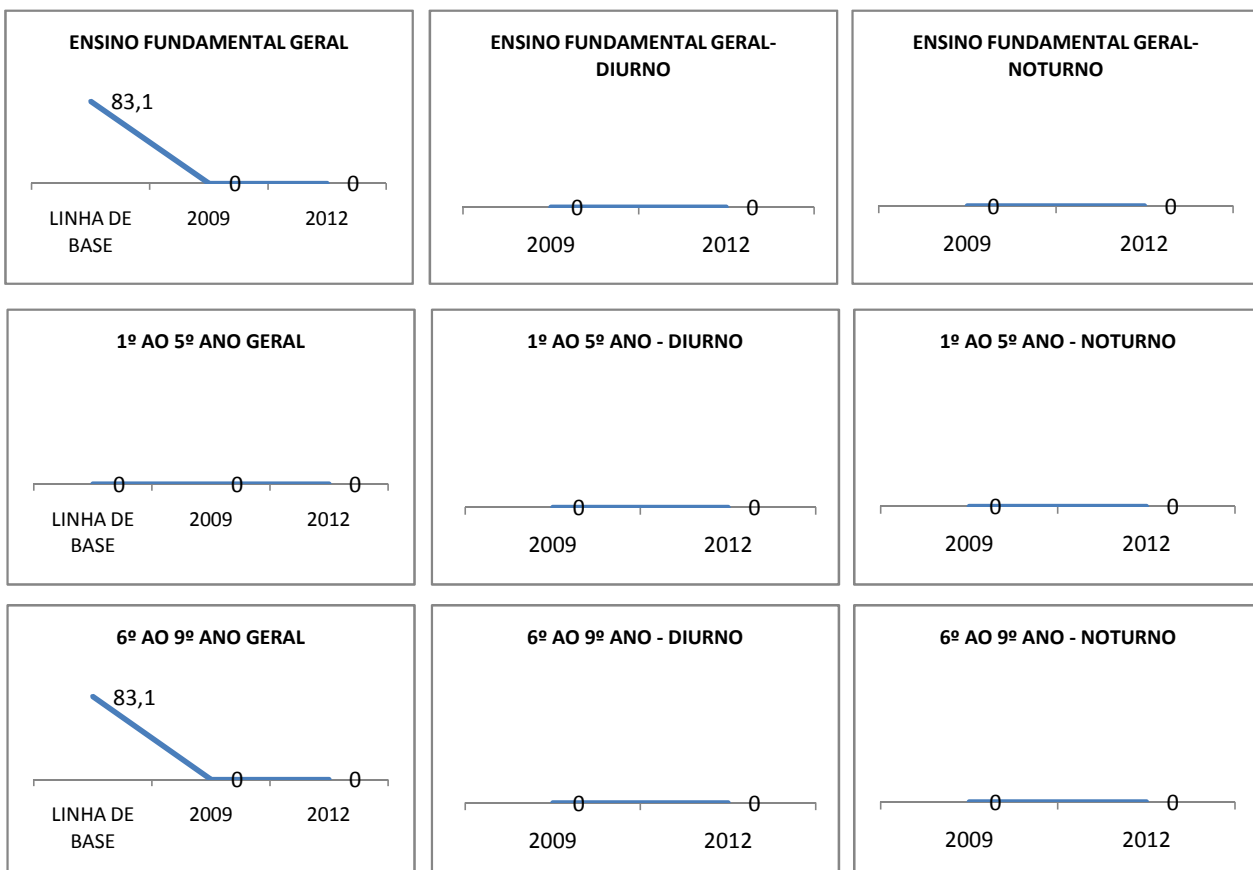 ENSINO FUNDAMENTAL GERAL
83,1
0
0
LINHA DE
BASE
2009
2012
ENSINO FUNDAMENTAL GERAL-
DIURNO
0
0
2009
2012
ENSINO FUNDAMENTAL GERAL-
NOTURNO
0
0
2009
2012
1º AO 5º ANO GERAL
0
0
0
LINHA DE
BASE
2009
2012
1º AO 5º ANO - DIURNO
0
0
2009
2012
1º AO 5º ANO - NOTURNO
0
0
2009
2012
6º AO 9º ANO GERAL
83,1
0
0
LINHA DE
BASE
2009
2012
6º AO 9º ANO - DIURNO
0
0
2009
2012
6º AO 9º ANO - NOTURNO
0
0
2009
2012